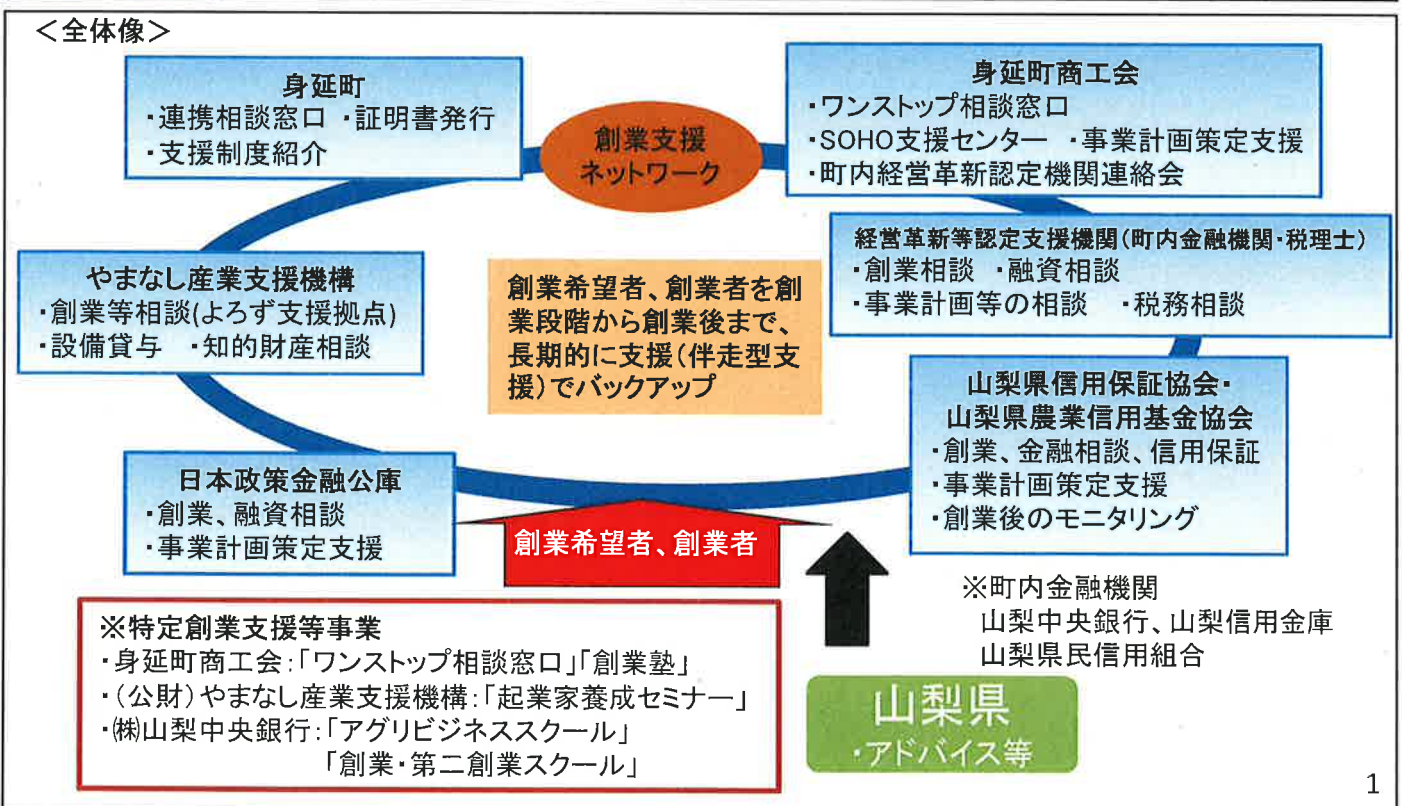 ＜全体像＞
身延町
・連携相談窓口 ・証明書発行
・支援制度紹介
創業支援
ネットワーク
身延町商工会
・ワンストップ相談窓口
・SOHO支援センター ・事業計画策定支援
・町内経営革新認定機関連絡会
やまなし産業支援機構
・創業等相談(よろず支援拠点)
・設備貸与 ・知的財産相談
創業希望者、創業者を創
業段階から創業後まで、
長期的に支援(伴走型支
援)でバックアップ
経営革新等認定支援機関(町内金融機関・税理士)
・創業相談 ・融資相談
・事業計画等の相談 ・税務相談
日本政策金融公庫
・創業、融資相談
・事業計画策定支援
創業希望者、創業者
山梨県信用保証協会・
山梨県農業信用基金協会
・創業、金融相談、信用保証
・事業計画策定支援
・創業後のモニタリング
※特定創業支援等事業
・身延町商工会：「ワンストップ相談窓口」「創業塾」
・(公財)やまなし産業支援機構：「起業家養成セミナー」
・㈱山梨中央銀行：「アグリビジネススクール」
「創業・第二創業スクール」
山梨県
・アドバイス等
※町内金融機関
山梨中央銀行、山梨信用金庫
山梨県民信用組合
1